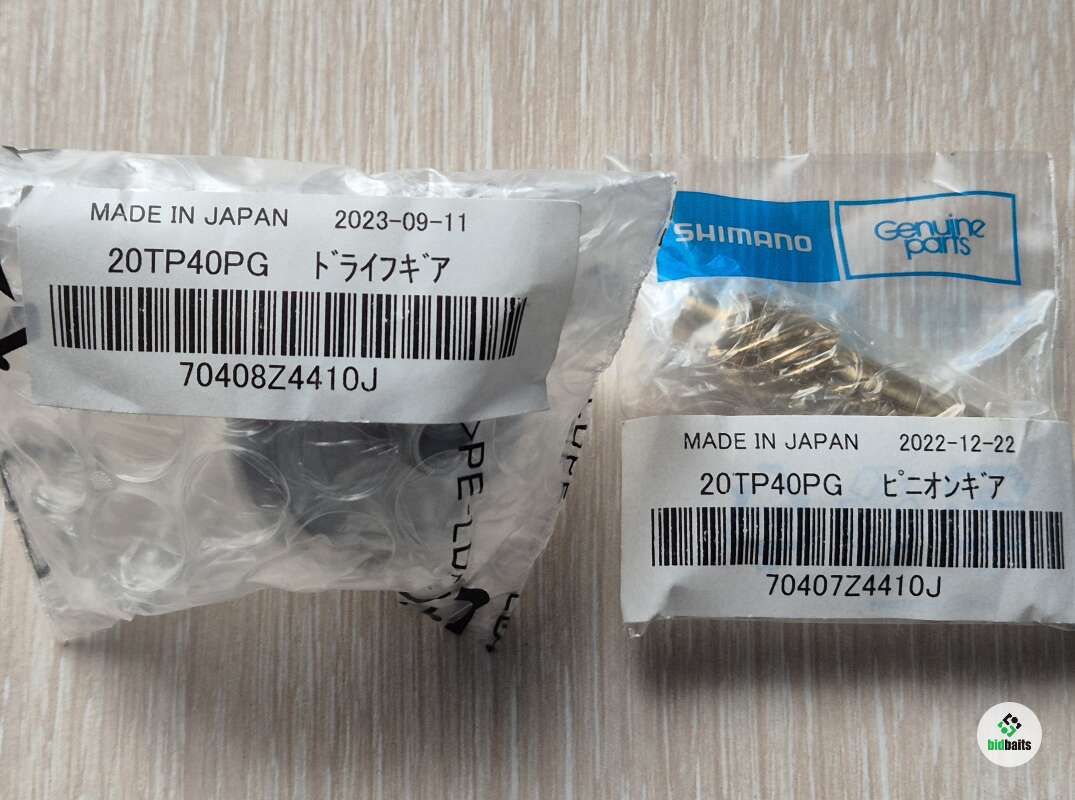 MADE IN JAPAN 2023-09-11
20TP40PG ﾄﾞﾗｲﾌｷﾞｱ
70408Z4410J
SHIMANO
Genuine
parts
MADE IN JAPAN 2022-12-22
20TP40PG ﾋﾟﾆｵﾝｷﾞｱ
70407Z4410J
bidbaits